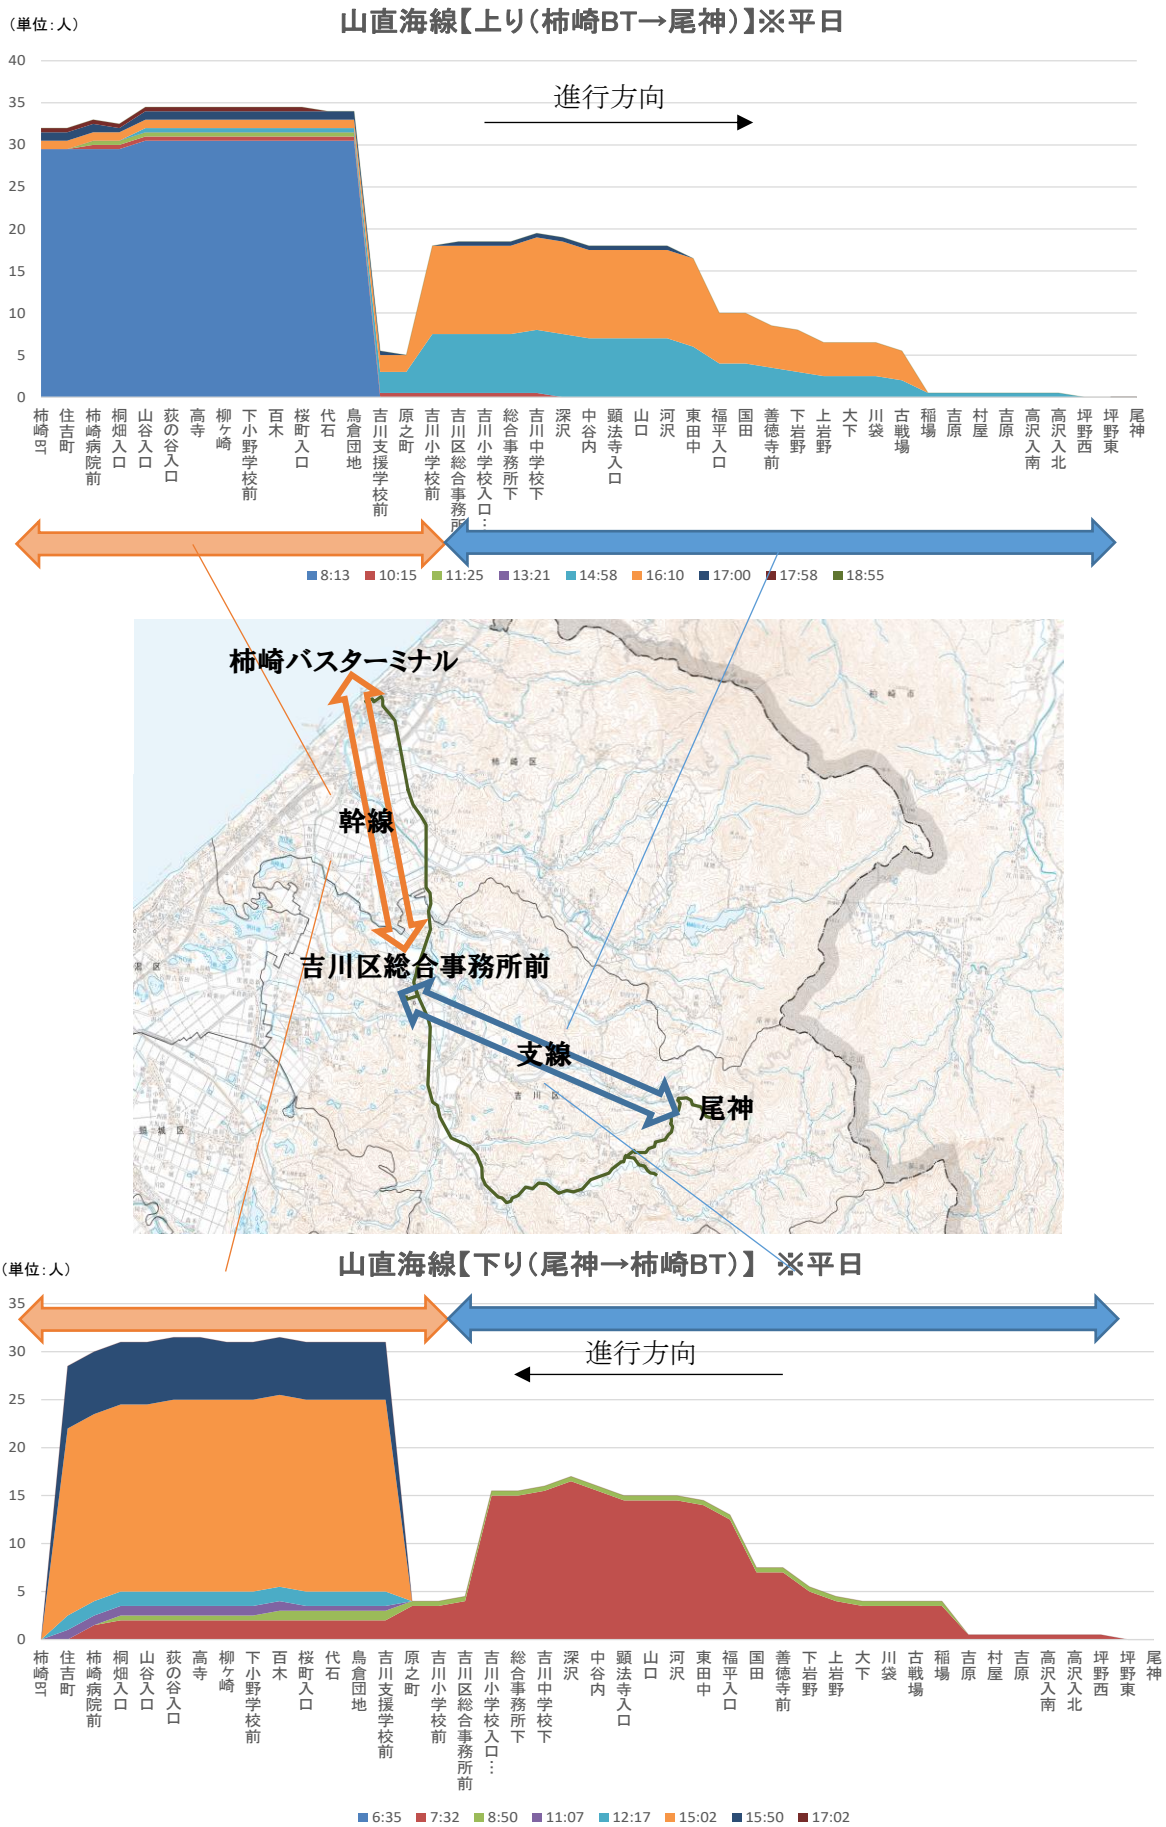 (単位：人)
山直海線【上り（柿崎BT→尾神）】※平日
進行方向
40
35
30
25
20
15
10
5
0
柿崎BT
住吉町
柿崎病院前
桐畑入口
山谷入口
荻の谷入口
高寺
柳ヶ崎
下小野学校前
百木
桜町入口
代石
鳥倉団地
吉川支援学校前
原之町
吉川小学校前
吉川区総合事務所
吉川小学校入口…
総合事務所下
吉川中学校下
深沢
中谷内
顕法寺入口
山口
河沢
東田中
福平入口
国田
善徳寺前
下岩野
上岩野
大下
川袋
古戦場
稲場
吉原
村屋
吉原
高沢入南
高沢入北
坪野西
坪野東
尾神
8:13 10:15 11:25 13:21 14:58 16:10 17:00 17:58 18:55
柿崎バスターミナル
柏崎市
柿崎区
幹線
吉川区総合事務所前
支線
吉川区
尾神
頸城区
(単位：人)
山直海線【下り（尾神→柿崎BT）】 ※平日
進行方向
35
30
25
20
15
10
5
0
柿崎BT
住吉町
柿崎病院前
桐畑入口
山谷入口
荻の谷入口
高寺
柳ヶ崎
下小野学校前
百木
桜町入口
代石
鳥倉団地
吉川支援学校前
原之町
吉川小学校前
吉川区総合事務所前
吉川小学校入口…
総合事務所下
吉川中学校下
深沢
中谷内
顕法寺入口
山口
河沢
東田中
福平入口
国田
善徳寺前
下岩野
上岩野
大下
川袋
古戦場
稲場
吉原
村屋
吉原
高沢入南
高沢入北
坪野西
坪野東
尾神
6:35 7:32 8:50 11:07 12:17 15:02 15:50 17:02